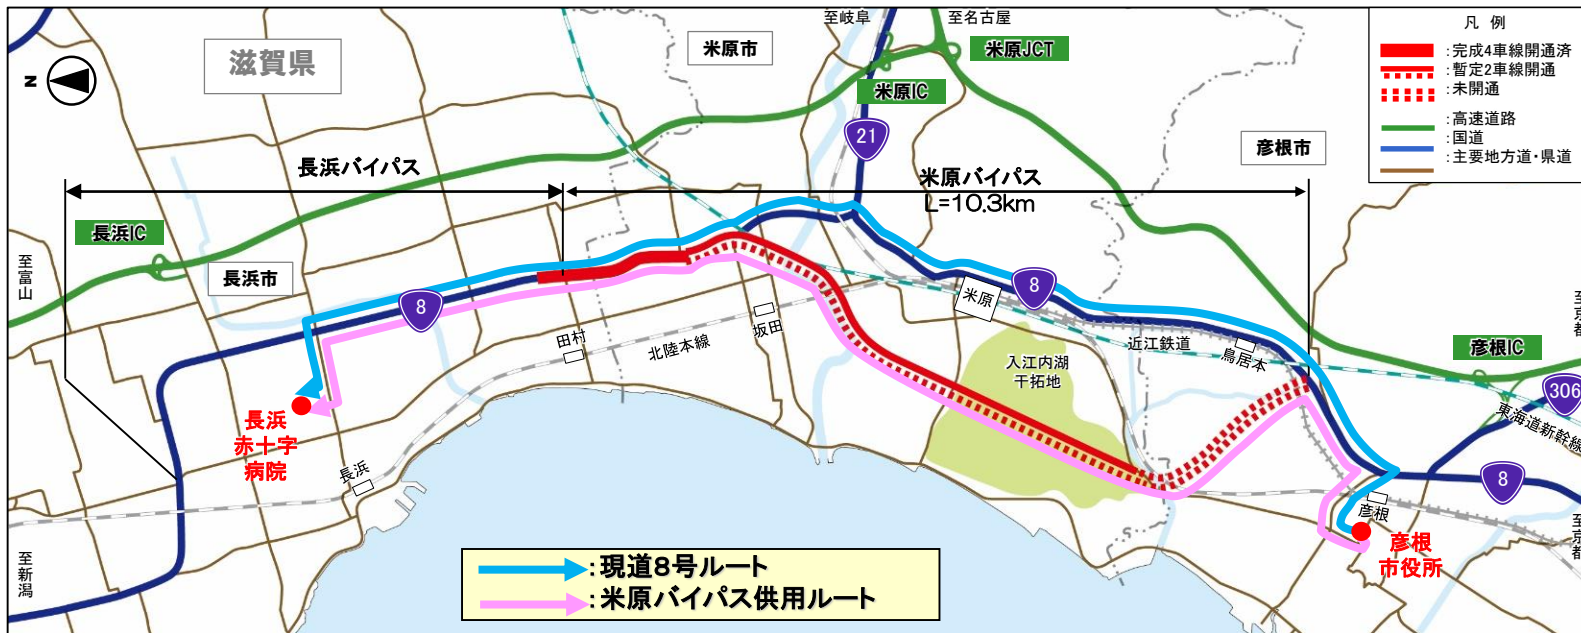 滋賀県
N
米原市
至岐阜
至名古屋
米原JCT
米原IC
21
凡 例
:完成4車線開通済
:暫定2車線開通
:未開通
:高速道路
:国道
:主要地方道・県道
彦根市
長浜バイパス
米原バイパス
L=10.3km
長浜IC
至富山
長浜市
8
8
米原
田村
坂田
北陸本線
入江内湖
干拓地
近江鉄道
鳥居本
至京都
彦根IC
306
東海道新幹線
長浜
赤十字
病院
長浜
8
彦根
至京都
彦根
市役所
至新潟
:現道8号ルート
:米原バイパス供用ルート